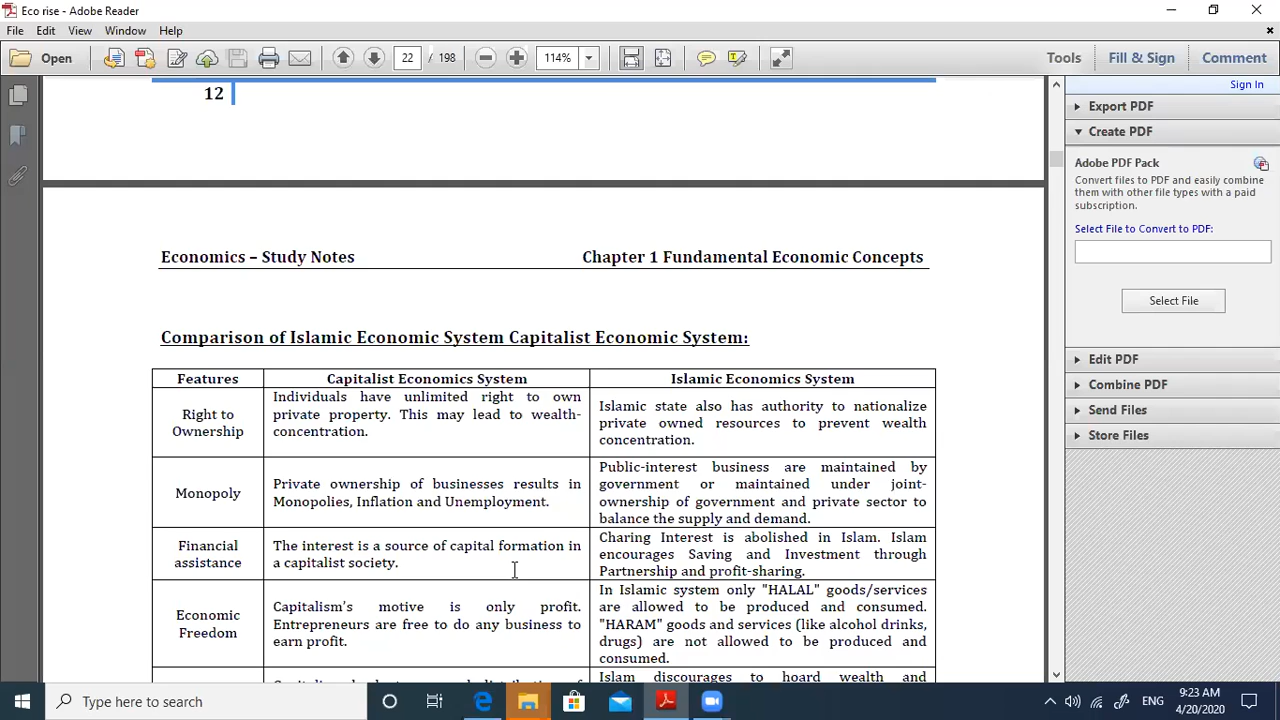 Eco rise - Adobe Reader
File Edit View Window Help
Open 22 / 198 114% Tools Fill & Sign Comment
Sign In
12
Export PDF
Create PDF
Adobe PDF Pack
Convert files to PDF and easily combine
them with other file types with a paid
subscription.
Select File to Convert to PDF:
Select File
Edit PDF
Combine PDF
Send Files
Store Files
Economics – Study Notes Chapter 1 Fundamental Economic Concepts
Comparison of Islamic Economic System Capitalist Economic System:
Features Capitalist Economics System Islamic Economics System
Right to
Ownership
Individuals have unlimited right to own
private property. This may lead to wealth-
concentration.
Islamic state also has authority to nationalize
private owned resources to prevent wealth
concentration.
Monopoly
Private ownership of businesses results in
Monopolies, Inflation and Unemployment.
Public-interest business are maintained by
government or maintained under joint-
ownership of government and private sector to
balance the supply and demand.
Financial
assistance
The interest is a source of capital formation in
a capitalist society.
Charing Interest is abolished in Islam. Islam
encourages Saving and Investment through
Partnership and profit-sharing.
Economic
Freedom
Capitalism's motive is only profit.
Entrepreneurs are free to do any business to
earn profit.
In Islamic system only "HALAL" goods/services
are allowed to be produced and consumed.
"HARAM" goods and services (like alcohol drinks,
drugs) are not allowed to be produced and
consumed.
Islam discourages to hoard wealth and
Type here to search
ENG
9:23 AM
4/20/2020